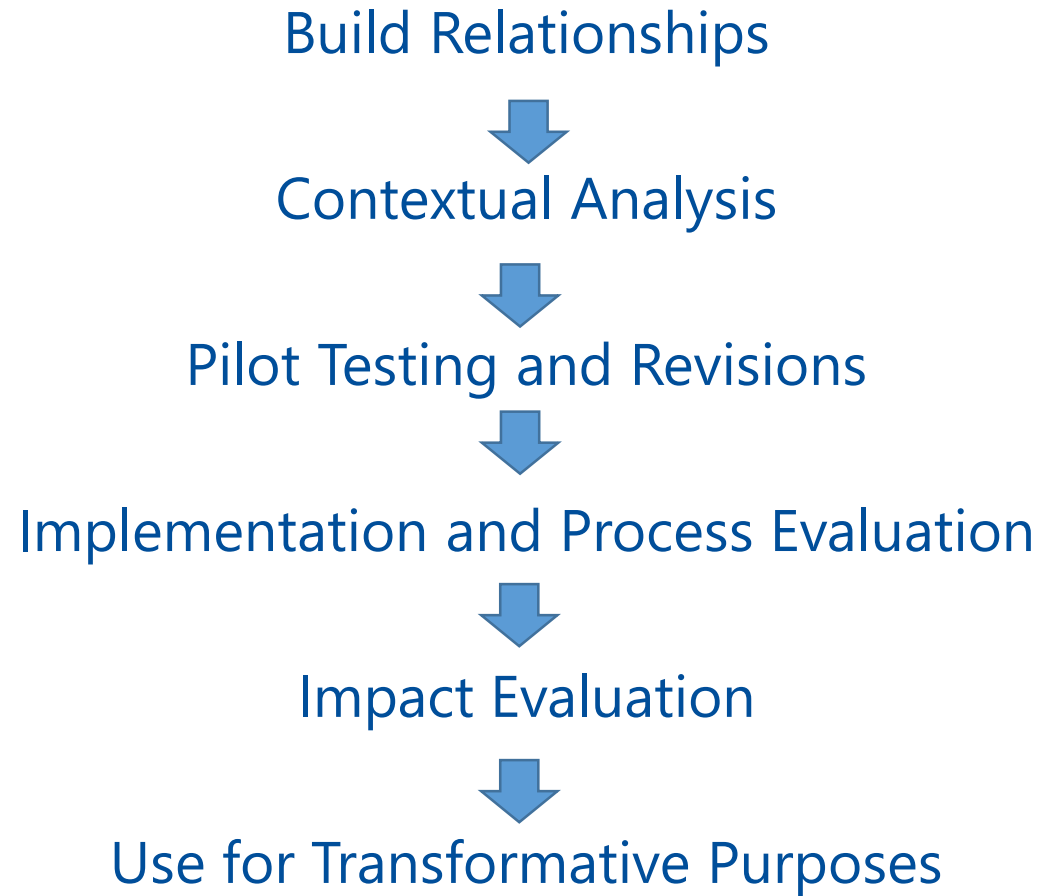 Build Relationships
Contextual Analysis
Pilot Testing and Revisions
Implementation and Process Evaluation
Impact Evaluation
Use for Transformative Purposes